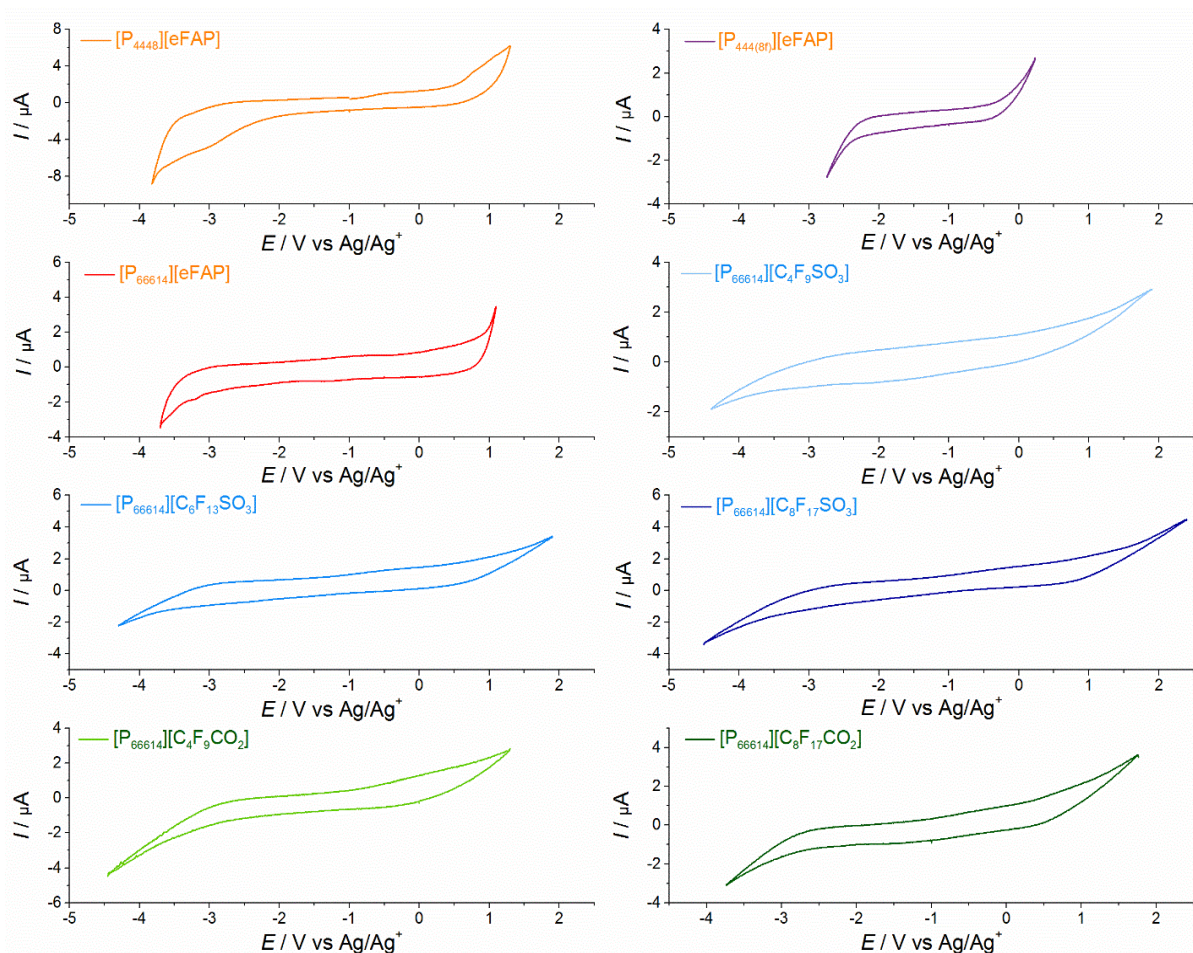 [P4448][eFAP]
I / µA
8
4
0
-4
-8
-5 -4 -3 -2 -1 0 1 2
E / V vs Ag/Ag+
[P444(8f)][eFAP]
I / µA
4
2
0
-2
-4
-5 -4 -3 -2 -1 0 1 2
E / V vs Ag/Ag+
[P66614][eFAP]
I / µA
6
4
2
0
-2
-4
-5 -4 -3 -2 -1 0 1 2
E / V vs Ag/Ag+
[P66614][C4F9SO3]
I / µA
4
2
0
-2
-5 -4 -3 -2 -1 0 1 2
E / V vs Ag/Ag+
[P66614][C6F13SO3]
I / µA
6
4
2
0
-2
-4
-5 -4 -3 -2 -1 0 1 2
E / V vs Ag/Ag+
[P66614][C8F17SO3]
I / µA
6
4
2
0
-2
-4
-5 -4 -3 -2 -1 0 1 2
E / V vs Ag/Ag+
[P66614][C4F9CO2]
I / µA
4
2
0
-2
-4
-6
-5 -4 -3 -2 -1 0 1 2
E / V vs Ag/Ag+
[P66614][C8F17CO2]
I / µA
4
2
0
-2
-4
-4 -3 -2 -1 0 1 2
E / V vs Ag/Ag+